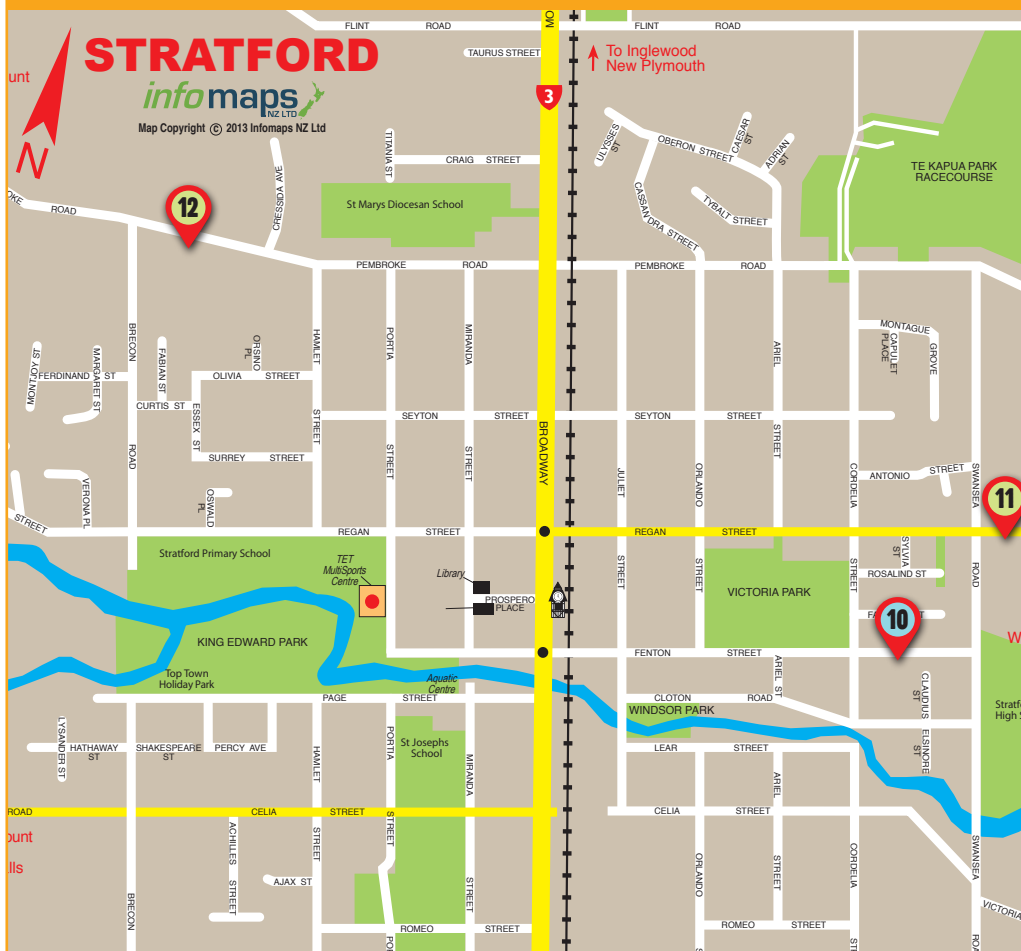 FLINT ROAD
FLINT ROAD
STRATFORD
infomaps
NZ LTD
Map Copyright © 2013 Infomaps NZ Ltd
N
unt
TAURUS STREET
To Inglewood
New Plymouth
3
TITANIA ST
CRAIG STREET
ULYSSES
ST
OBERON STREET
CAESAR
ST
ADRIAN
ST
TE KAPUA PARK
RACECOURSE
CRESSIDA AVE
CASSANDRA STREET
TYBALT STREET
St Marys Diocesan School
OKE ROAD
12
PEMBROKE ROAD
PEMBROKE ROAD
BRECON
ROAD
HAMLET
STREET
PORTIA
STREET
MIRANDA
STREET
BROADWAY
ARIEL
STREET
MONTAGUE
GROVE
CAPULET
PLACE
MONTJOY ST
FERDINAND ST
MARGARET ST
FABIAN ST
ORSINO
PL
OLIVIA STREET
CURTIS ST
ESSEX ST
SEYTON STREET
SEYTON STREET
SURREY STREET
VERONA PL
OSWALD
PL
JULIET
STREET
ORLANDO
STREET
CORDELIA
STREET
ANTONIO STREET
SWANSEA
ROAD
11
STREET
REGAN STREET
REGAN STREET
Stratford Primary School
TET
MultiSports
Centre
Library
PROSPERO
PLACE
VICTORIA PARK
SYLVIA
ST
ROSALIND ST
10
KING EDWARD PARK
FENTON STREET
Top Town
Holiday Park
Aquatic
Centre
ARIEL ST
CLAUDIUS
ST
W
PAGE STREET
CLOTON ROAD
WINDSOR PARK
Stratfo
High S
LYSANDER ST
HATHAWAY
ST
SHAKESPEARE
ST
PERCY AVE
HAMLET
STREET
PORTIA
STREET
St Josephs
School
MIRANDA
STREET
LEAR STREET
ELSINORE
ST
ARIEL
STREET
ROAD
CELIA STREET
CELIA STREET
ount
lls
ACHILLES
STREET
AJAX ST
BRECON
ORLANDO
CORDELIA
SWANSEA
VICTORIA
ROMEO STREET
ROMEO STREET